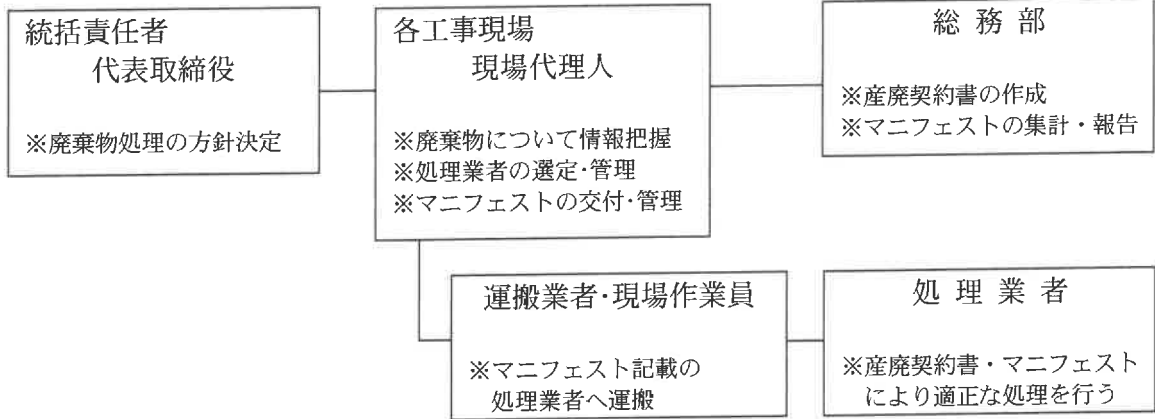 統括責任者
代表取締役
※廃棄物処理の方針決定
各工事現場
現場代理人
※廃棄物について情報把握
※処理業者の選定・管理
※マニフェストの交付・管理
総務部
※産廃契約書の作成
※マニフェストの集計・報告
運搬業者・現場作業員
※マニフェスト記載の
処理業者へ運搬
処理業者
※産廃契約書・マニフェスト
により適正な処理を行う